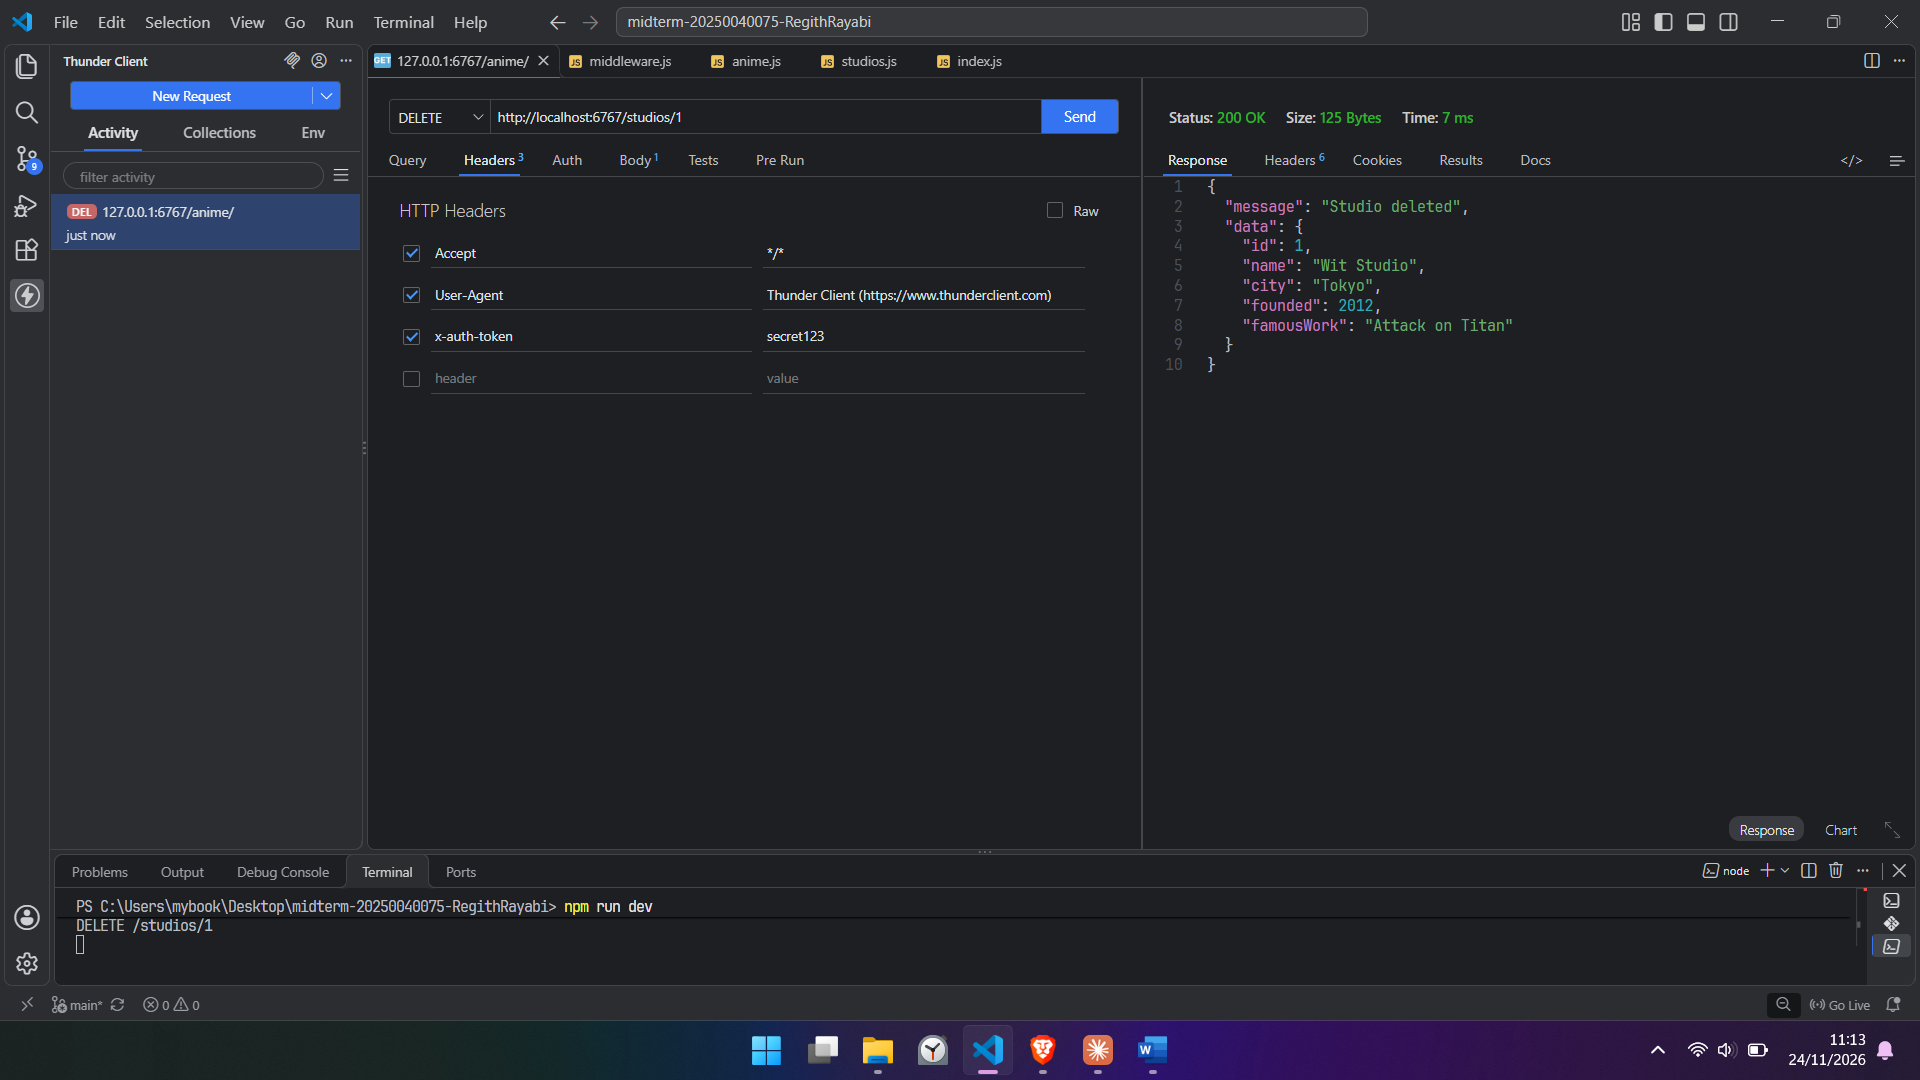 File Edit Selection View Go Run Terminal Help
midterm-20250040075-RegithRayabi
Thunder Client
New Request
Activity Collections Env
filter activity
DEL 127.0.0.1:6767/anime/
just now
9
GET 127.0.0.1:6767/anime/
JS middleware.js
JS anime.js
JS studios.js
JS index.js
DELETE http://localhost:6767/studios/1 Send
Query Headers 3 Auth Body 1 Tests Pre Run
HTTP Headers Raw
Accept */*
User-Agent Thunder Client (https://www.thunderclient.com)
x-auth-token secret123
header value
Status: 200 OK Size: 125 Bytes Time: 7 ms
Response Headers 6 Cookies Results Docs </>
1 {
2 "message": "Studio deleted",
3 "data": {
4 "id": 1,
5 "name": "Wit Studio",
6 "city": "Tokyo",
7 "founded": 2012,
8 "famousWork": "Attack on Titan"
9 }
10 }
Response Chart
Problems Output Debug Console Terminal Ports
node
PS C:\Users\mybook\Desktop\midterm-20250040075-RegithRayabi> npm run dev
DELETE /studios/1
main* 0 0
Go Live
W
11:13
24/11/2026